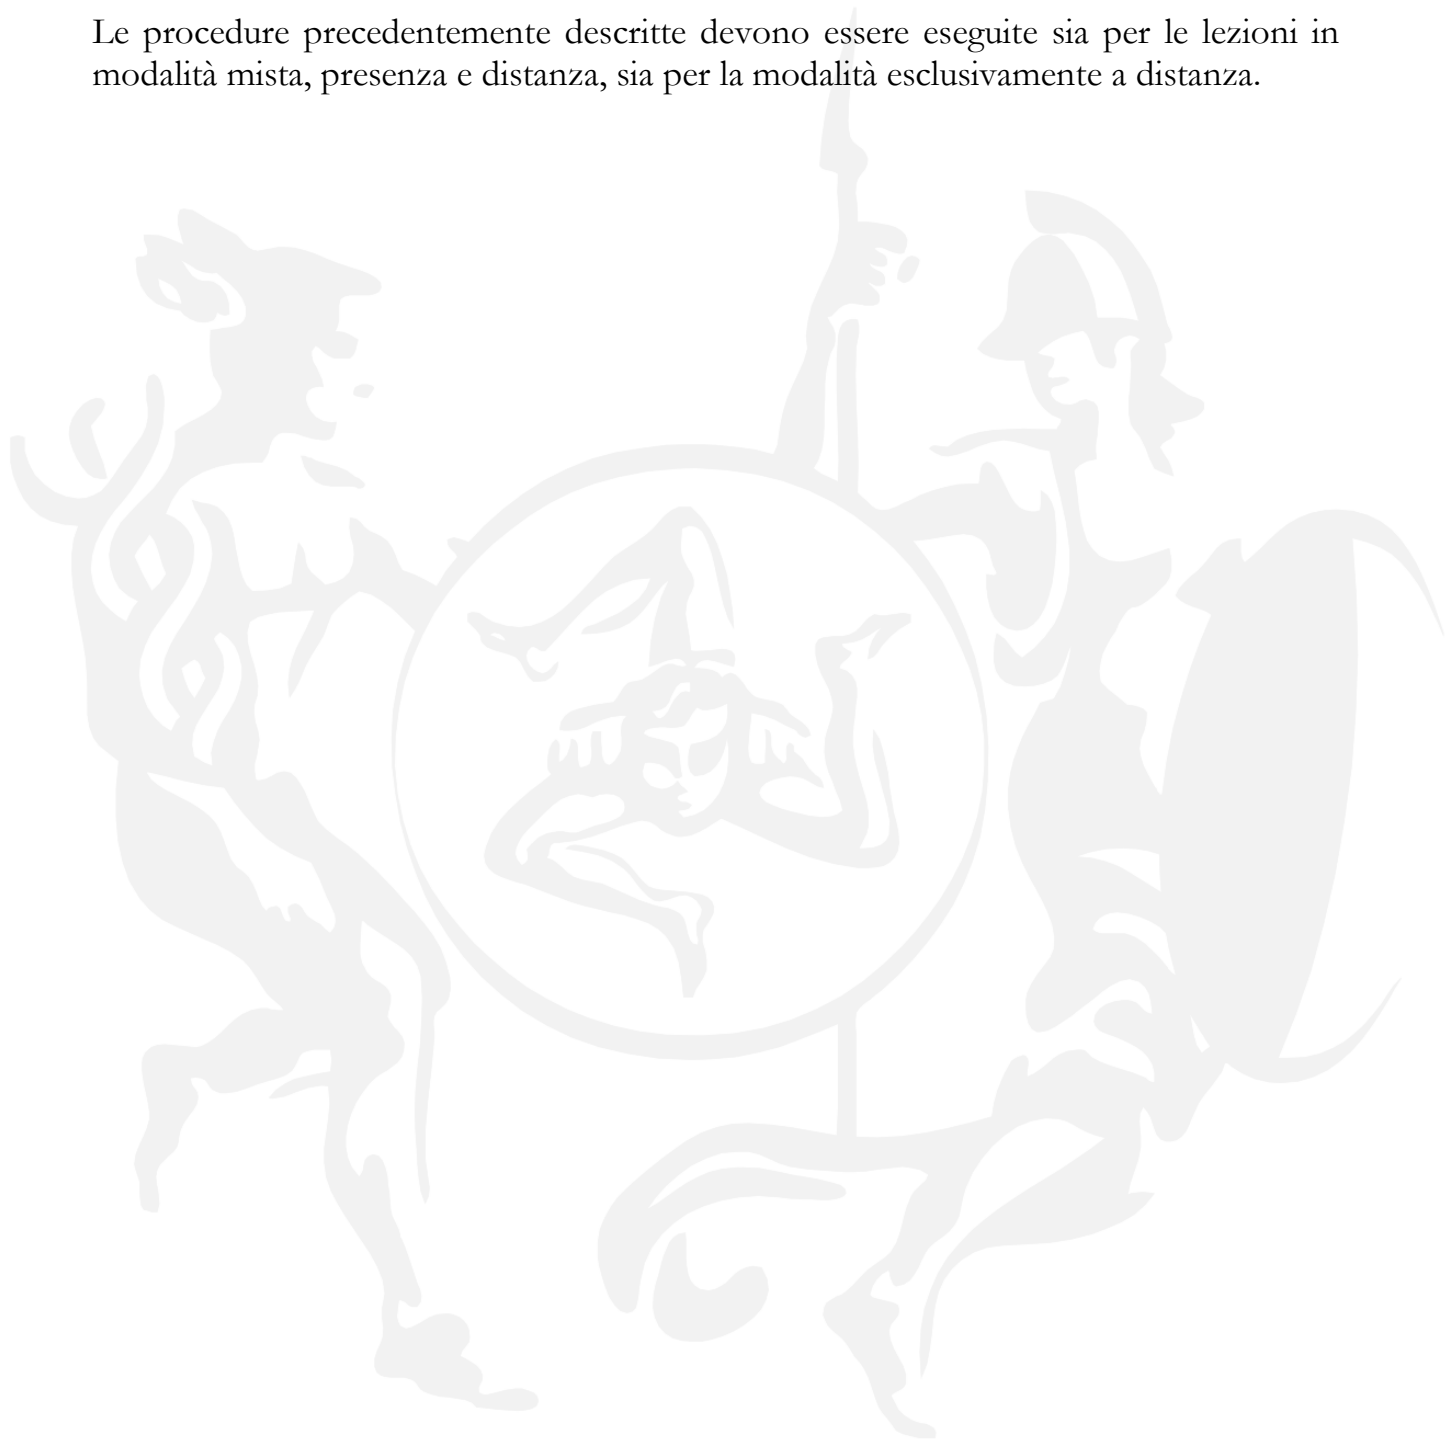 Le procedure precedentemente descritte devono essere eseguite sia per le lezioni in
modalità mista, presenza e distanza, sia per la modalità esclusivamente a distanza.